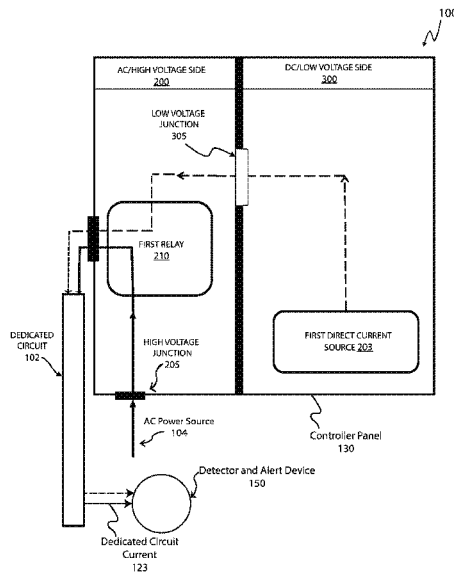 100
AC/HIGH VOLTAGE SIDE
200
DC/LOW VOLTAGE SIDE
300
LOW VOLTAGE
JUNCTION
305
FIRST RELAY
210
DEDICATED
CIRCUIT
102
HIGH VOLTAGE
JUNCTION
205
FIRST DIRECT CURRENT
SOURCE 203
AC Power Source
104
Controller Panel
130
Detector and Alert Device
150
Dedicated Circuit
Current
123